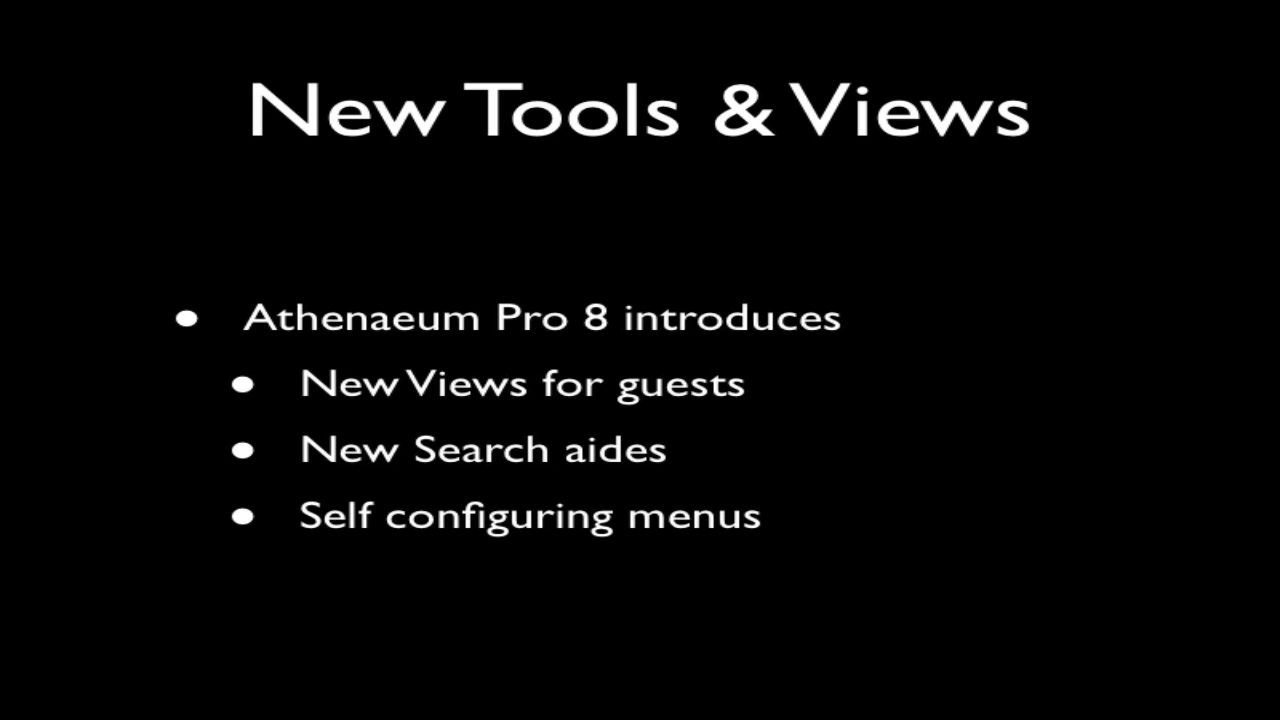 New Tools & Views
• Athenaeum Pro 8 introduces
• New Views for guests
• New Search aides
• Self configuring menus